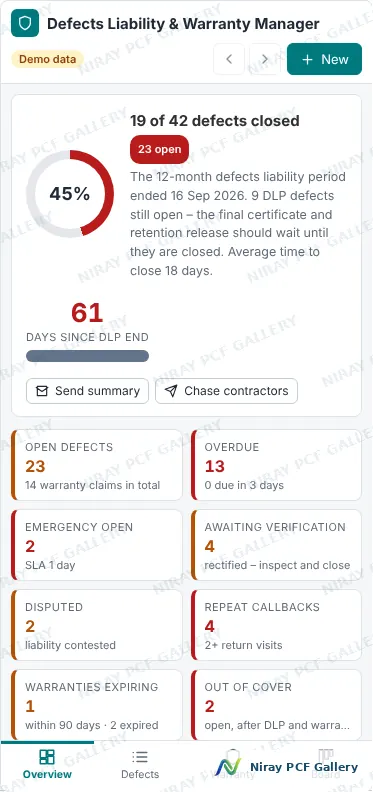 Defects Liability & Warranty Manager
Demo data
New
19 of 42 defects closed
23 open
45%
The 12-month defects liability period
ended 16 Sep 2026. 9 DLP defects
still open – the final certificate and
retention release should wait until
they are closed. Average time to
close 18 days.
61
DAYS SINCE DLP END
Send summary
Chase contractors
OPEN DEFECTS
23
14 warranty claims in total
OVERDUE
13
0 due in 3 days
EMERGENCY OPEN
2
SLA 1 day
AWAITING VERIFICATION
4
rectified – inspect and close
DISPUTED
2
liability contested
REPEAT CALLBACKS
4
2+ return visits
WARRANTIES EXPIRING
1
within 90 days · 2 expired
OUT OF COVER
2
open, after DLP and warra...
Overview
Defects
Warranty
Board
Niray PCF Gallery
NIRAY PCF GALLERY